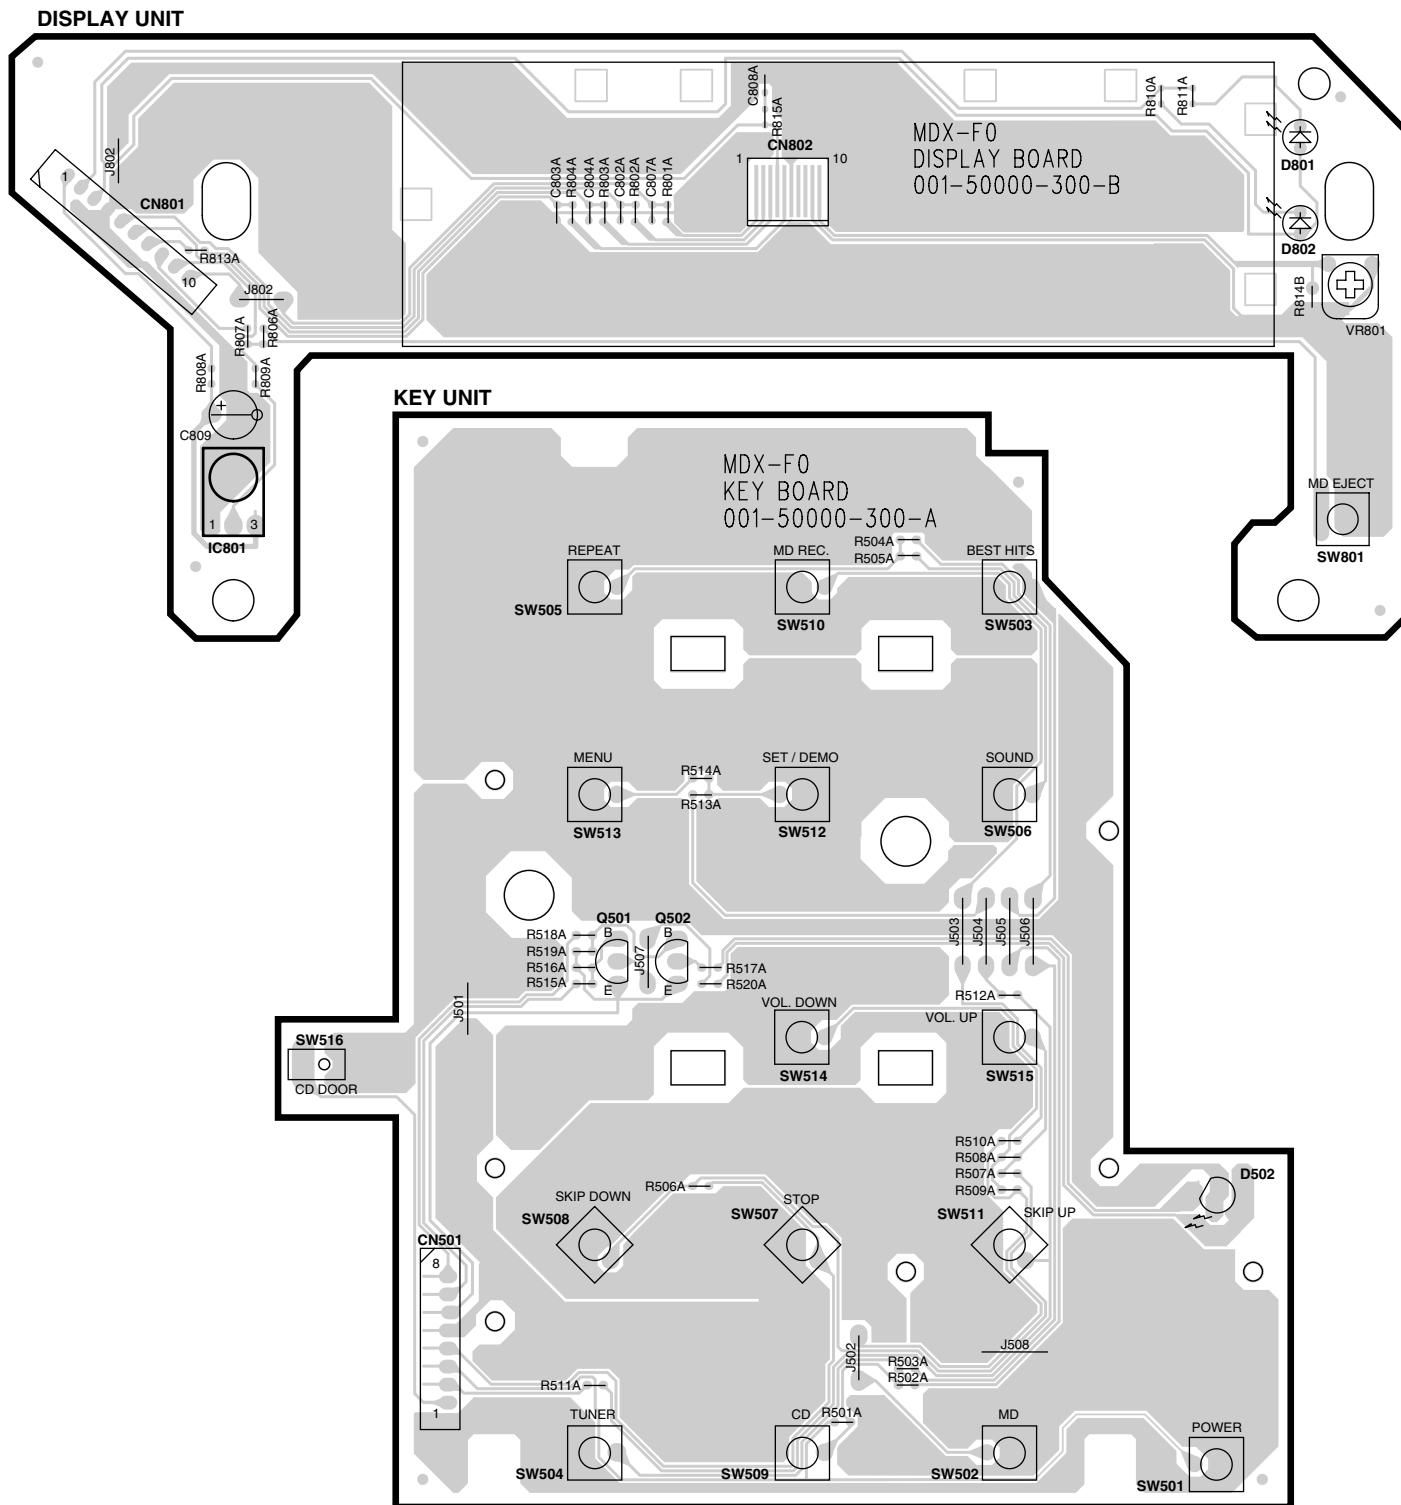 DISPLAY UNIT
C808A
R815A
R810A
R811A
MDX-F0
DISPLAY BOARD
001-50000-300-B
CN802
1
10
D801
J802
1
CN801
C803A
R804A
C804A
R803A
C802A
R802A
C807A
R801A
D802
R813A
10
J802
R814B
VR801
R807A
R806A
R808A
R809A
+
C809
1
3
IC801
MD EJECT
SW801
KEY UNIT
MDX-F0
KEY BOARD
001-50000-300-A
R504A
R505A
REPEAT
MD REC.
BEST HITS
SW505
SW510
SW503
MENU
SET / DEMO
SOUND
R514A
R513A
SW513
SW512
SW506
Q501
Q502
R518A
B
B
R519A
R516A
R515A
E
E
J507
R517A
R520A
J503
J504
J505
J506
R512A
J501
VOL. DOWN
VOL. UP
SW516
SW514
SW515
CD DOOR
R510A
R508A
R507A
R509A
R506A
D502
SKIP DOWN
STOP
SKIP UP
SW508
SW507
SW511
CN501
8
J508
J502
R503A
R502A
R511A
1
TUNER
CD
R501A
MD
POWER
SW504
SW509
SW502
SW501